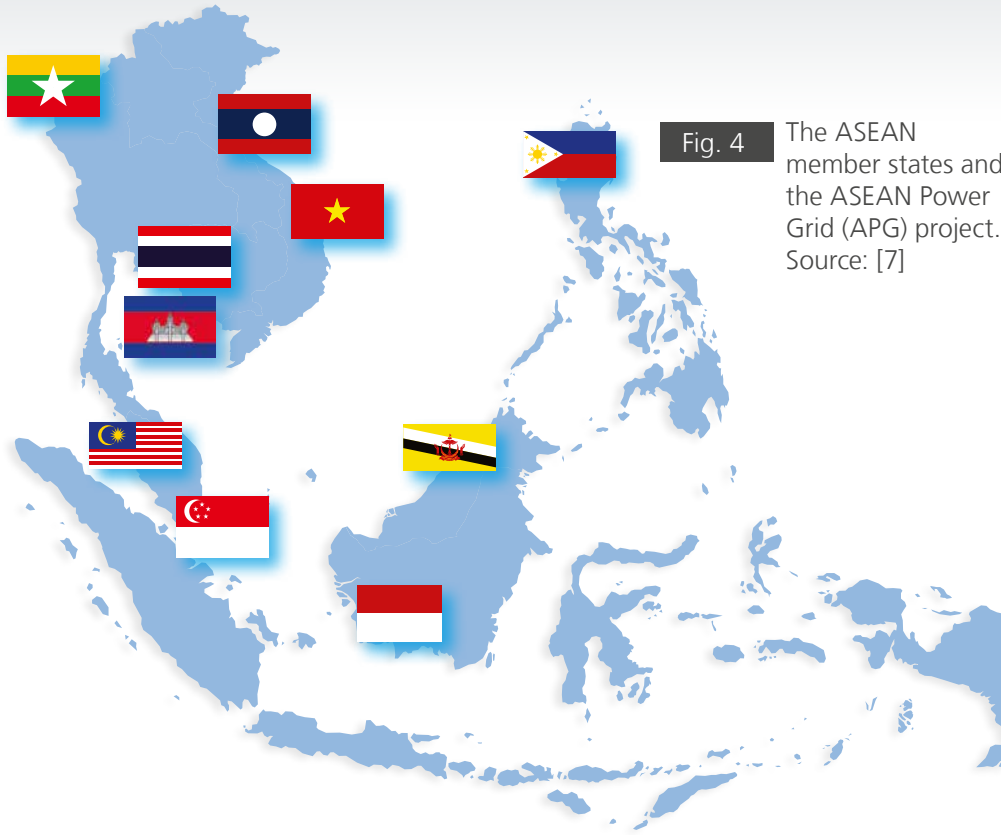 Fig. 4
The ASEAN
member states and
the ASEAN Power
Grid (APG) project.
Source: [7]